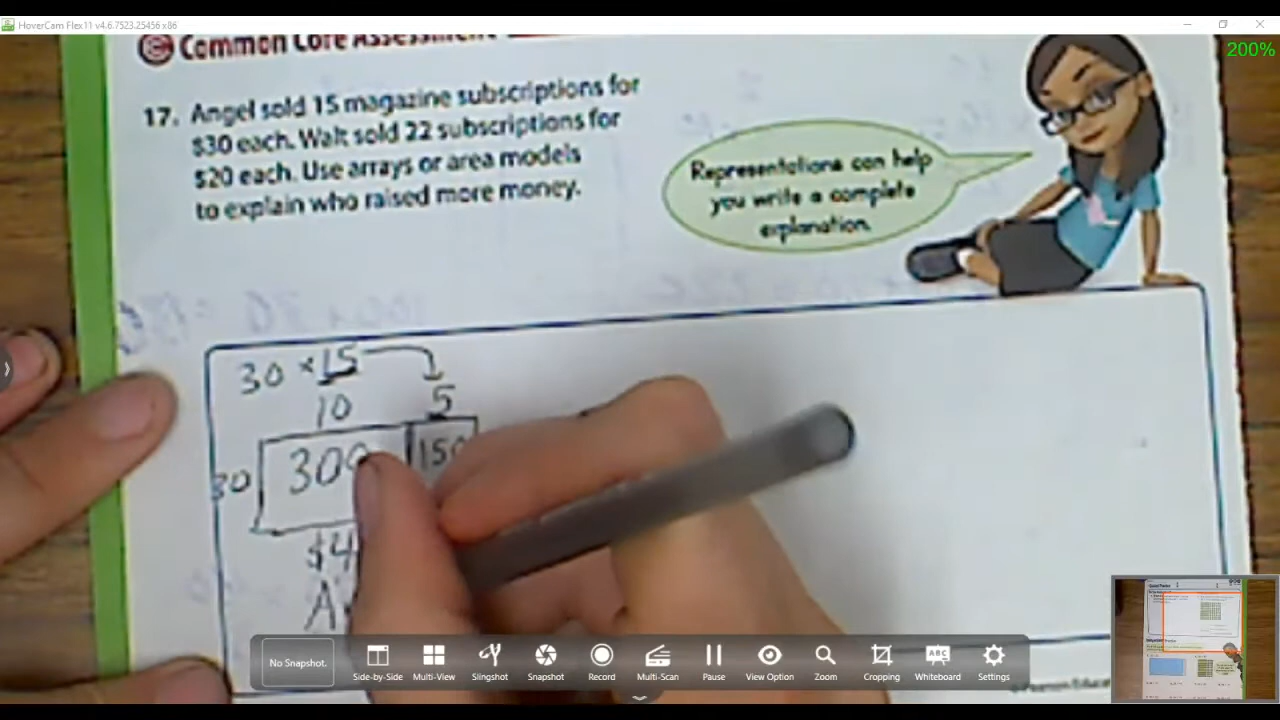 HoverCam Flex11 v4.6.7523.25456 x86
200%
Common Core Assessment
17. Angel sold 15 magazine subscriptions for
$30 each. Walt sold 22 subscriptions for
$20 each. Use arrays or area models
to explain who raised more money.
Representations can help
you write a complete
explanation.
30 × 15
10 5
30 300 150
$4
A
No Snapshot.
Side-by-Side Multi-View Slingshot Snapshot Record Multi-Scan Pause View Option Zoom Cropping Whiteboard Settings
ABC